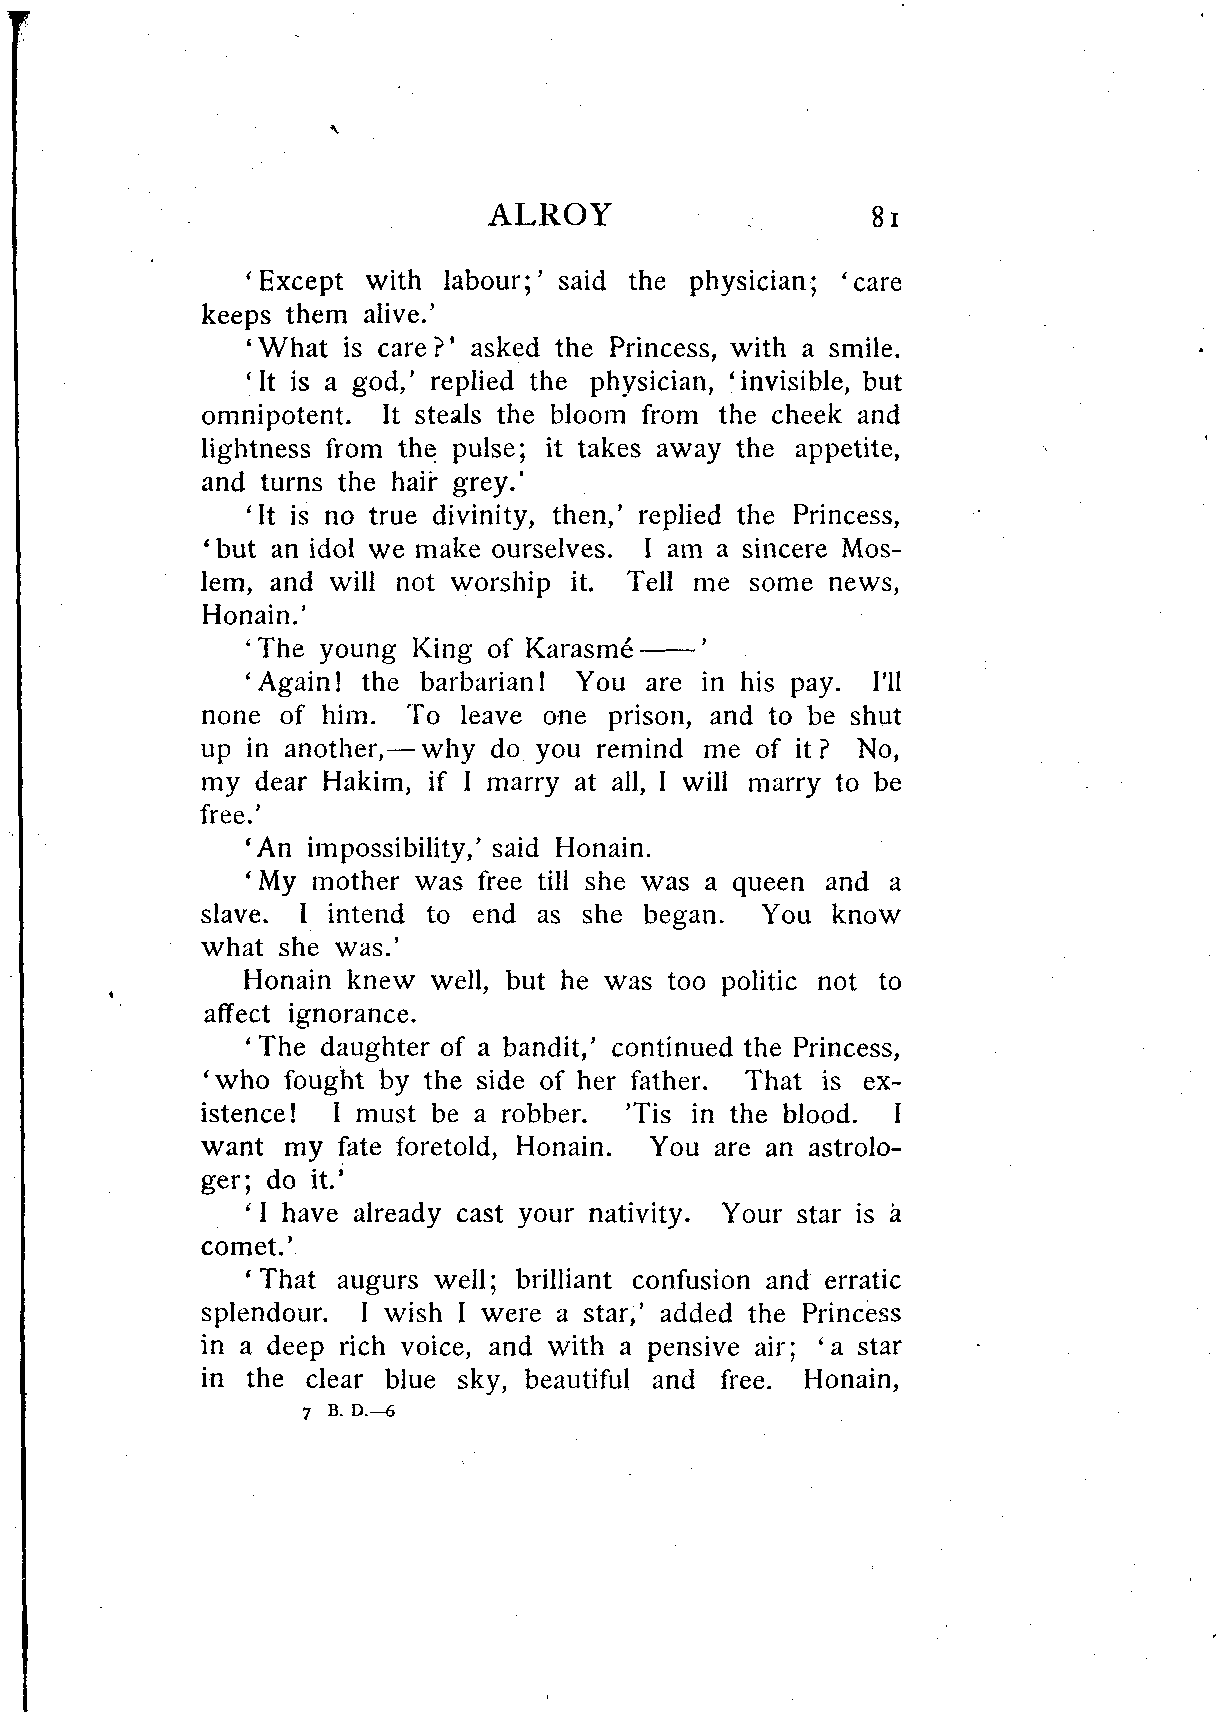 ALROY 81
‘Except with labour;’ said the physician; ‘care
keeps them alive.’
‘What is care?’ asked the Princess, with a smile.
‘It is a god,’ replied the physician, ‘invisible, but
omnipotent. It steals the bloom from the cheek and
lightness from the pulse; it takes away the appetite,
and turns the hair grey.’
‘It is no true divinity, then,’ replied the Princess,
‘but an idol we make ourselves. I am a sincere Mos-
lem, and will not worship it. Tell me some news,
Honain.’
‘The young King of Karasmé——’
‘Again! the barbarian! You are in his pay. I'll
none of him. To leave one prison, and to be shut
up in another,—why do you remind me of it? No,
my dear Hakim, if I marry at all, I will marry to be
free.’
‘An impossibility,’ said Honain.
‘My mother was free till she was a queen and a
slave. I intend to end as she began. You know
what she was.’
Honain knew well, but he was too politic not to
affect ignorance.
‘The daughter of a bandit,’ continued the Princess,
‘who fought by the side of her father. That is ex-
istence! I must be a robber. ’Tis in the blood. I
want my fate foretold, Honain. You are an astrolo-
ger; do it.’
‘I have already cast your nativity. Your star is a
comet.’
‘That augurs well; brilliant confusion and erratic
splendour. I wish I were a star,’ added the Princess
in a deep rich voice, and with a pensive air; ‘a star
in the clear blue sky, beautiful and free. Honain,
7 B. D.—6